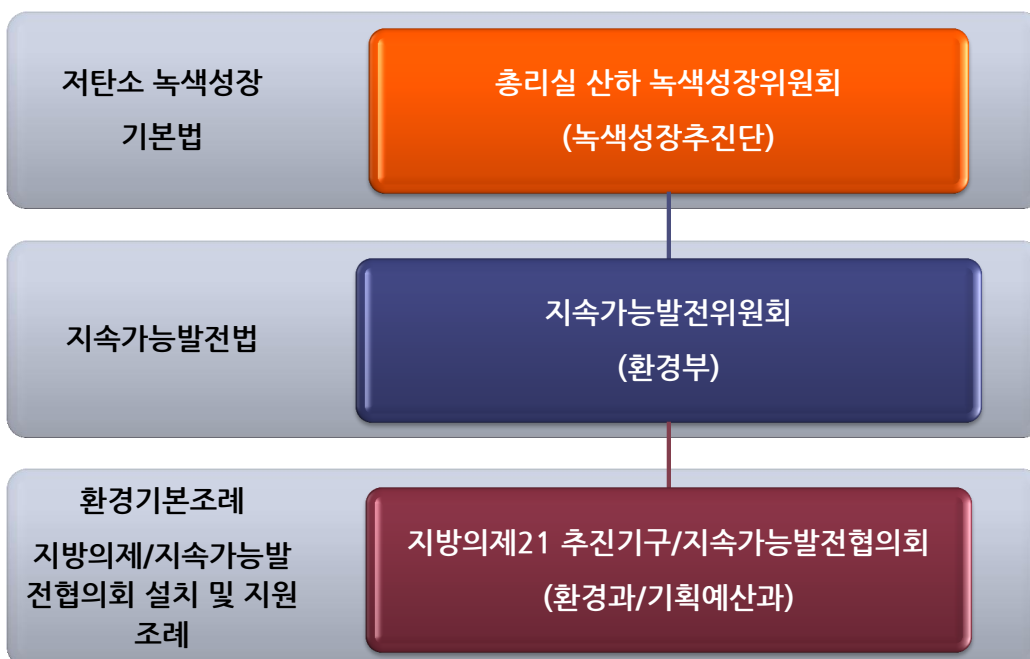 저탄소 녹색성장
기본법
총리실 산하 녹색성장위원회
(녹색성장추진단)
지속가능발전법
지속가능발전위원회
(환경부)
환경기본조례
지방의제/지속가능발
전협의회 설치 및 지원
조례
지방의제21 추진기구/지속가능발전협의회
(환경과/기획예산과)